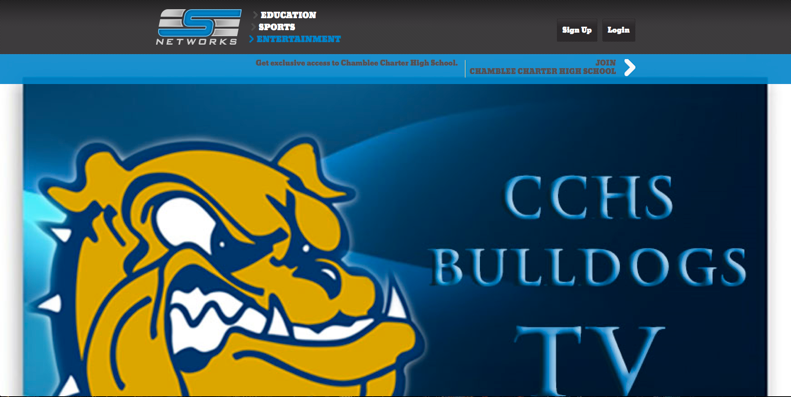 ESE
NETWORKS
EDUCATION
SPORTS
ENTERTAINMENT
Sign Up
Login
Get exclusive access to Chamblee Charter High School.
JOIN
CHAMBLEE CHARTER HIGH SCHOOL
CCHS
BULLDOGS
TV